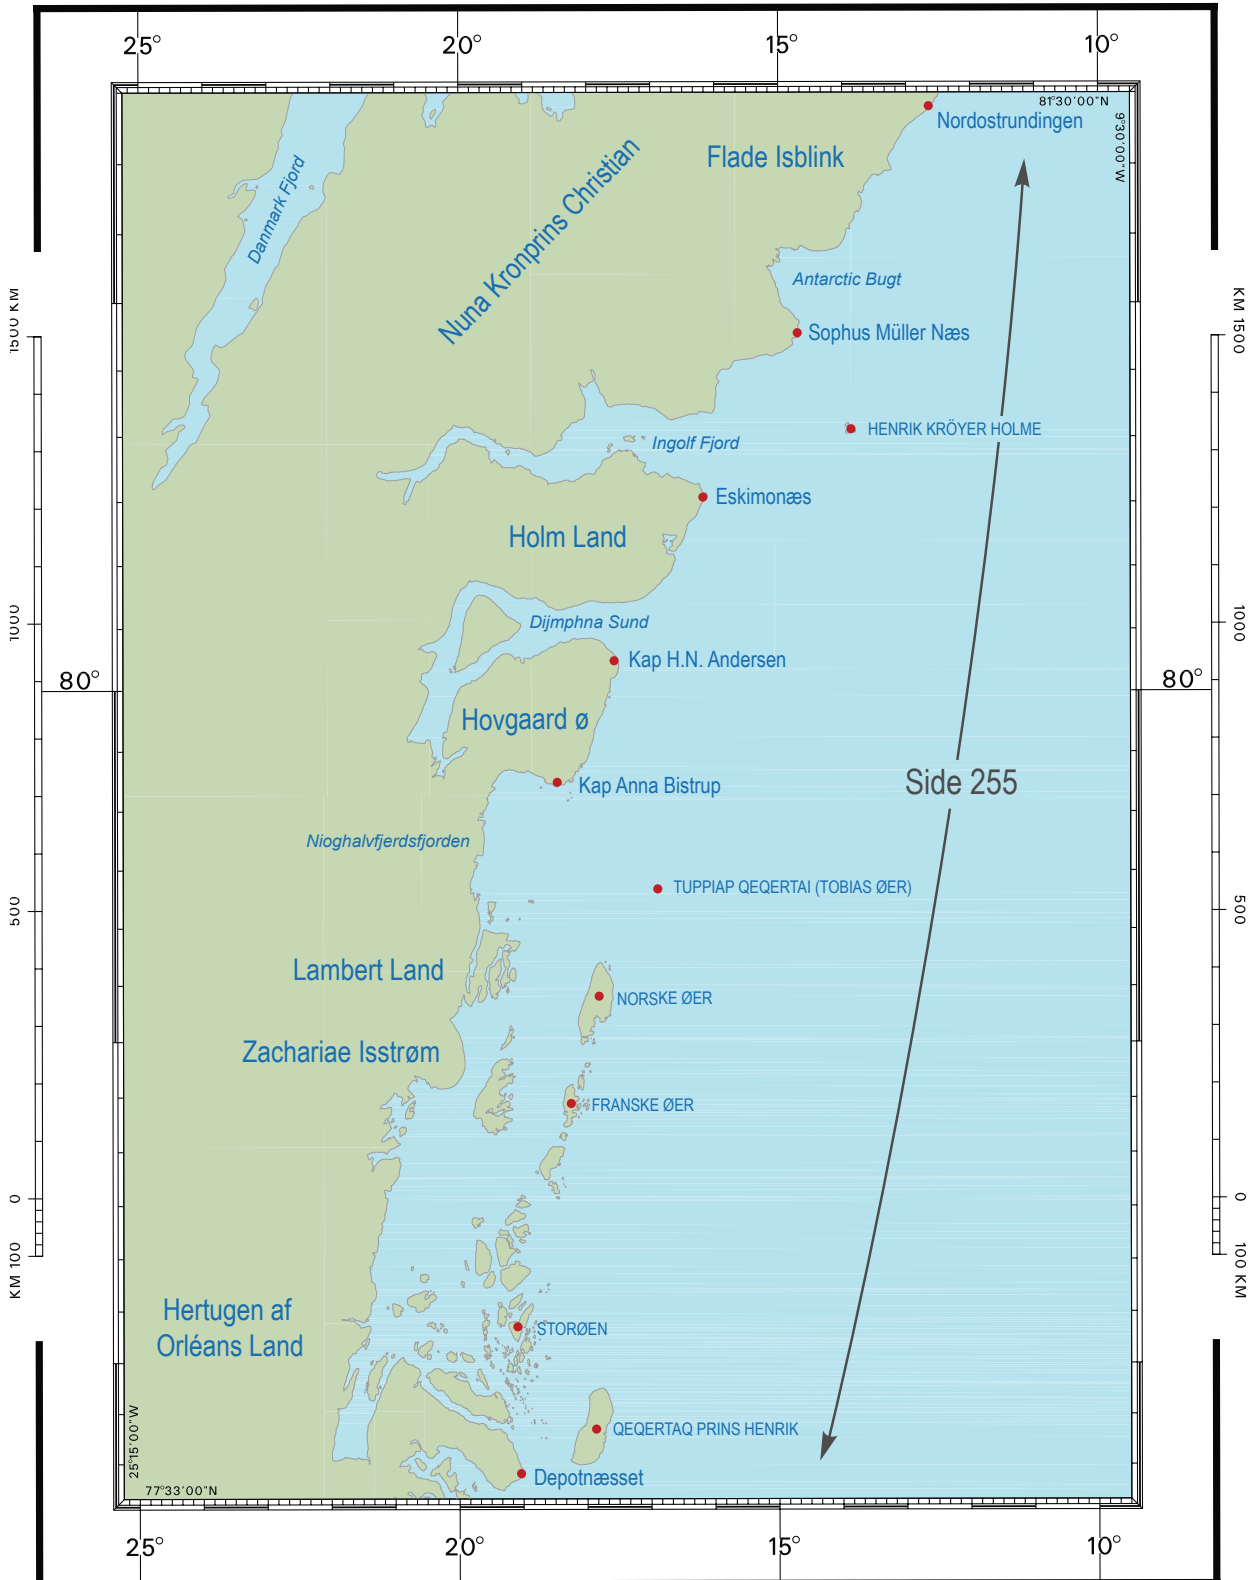 25°
20°
15°
10°
81°30'00"N
9°30'00"W
Nordostrundingen
Flade Isblink
Nuna Kronprins Christian
Danmark Fjord
Antarctic Bugt
1500 KM
KM 1500
Sophus Müller Næs
HENRIK KRÖYER HOLME
Ingolf Fjord
Eskimonæs
Holm Land
1000
1000
Dijmphna Sund
Kap H.N. Andersen
80°
80°
Hovgaard ø
Side 255
Kap Anna Bistrup
Nioghalvfjerdsfjorden
TUPPIAP QEQERTAI (TOBIAS ØER)
500
500
Lambert Land
NORSKE ØER
Zachariae Isstrøm
FRANSKE ØER
0
0
KM 100
100 KM
Hertugen af
Orléans Land
STORØEN
QEQERTAQ PRINS HENRIK
25°15'00"W
Depotnæsset
77°33'00"N
25°
20°
15°
10°